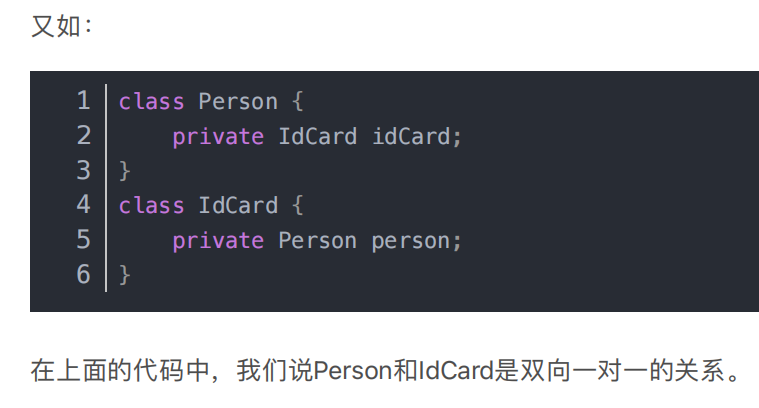 又如：
1 class Person {
2     private IdCard idCard;
3 }
4 class IdCard {
5     private Person person;
6 }
在上面的代码中，我们说Person和IdCard是双向一对一的关系。